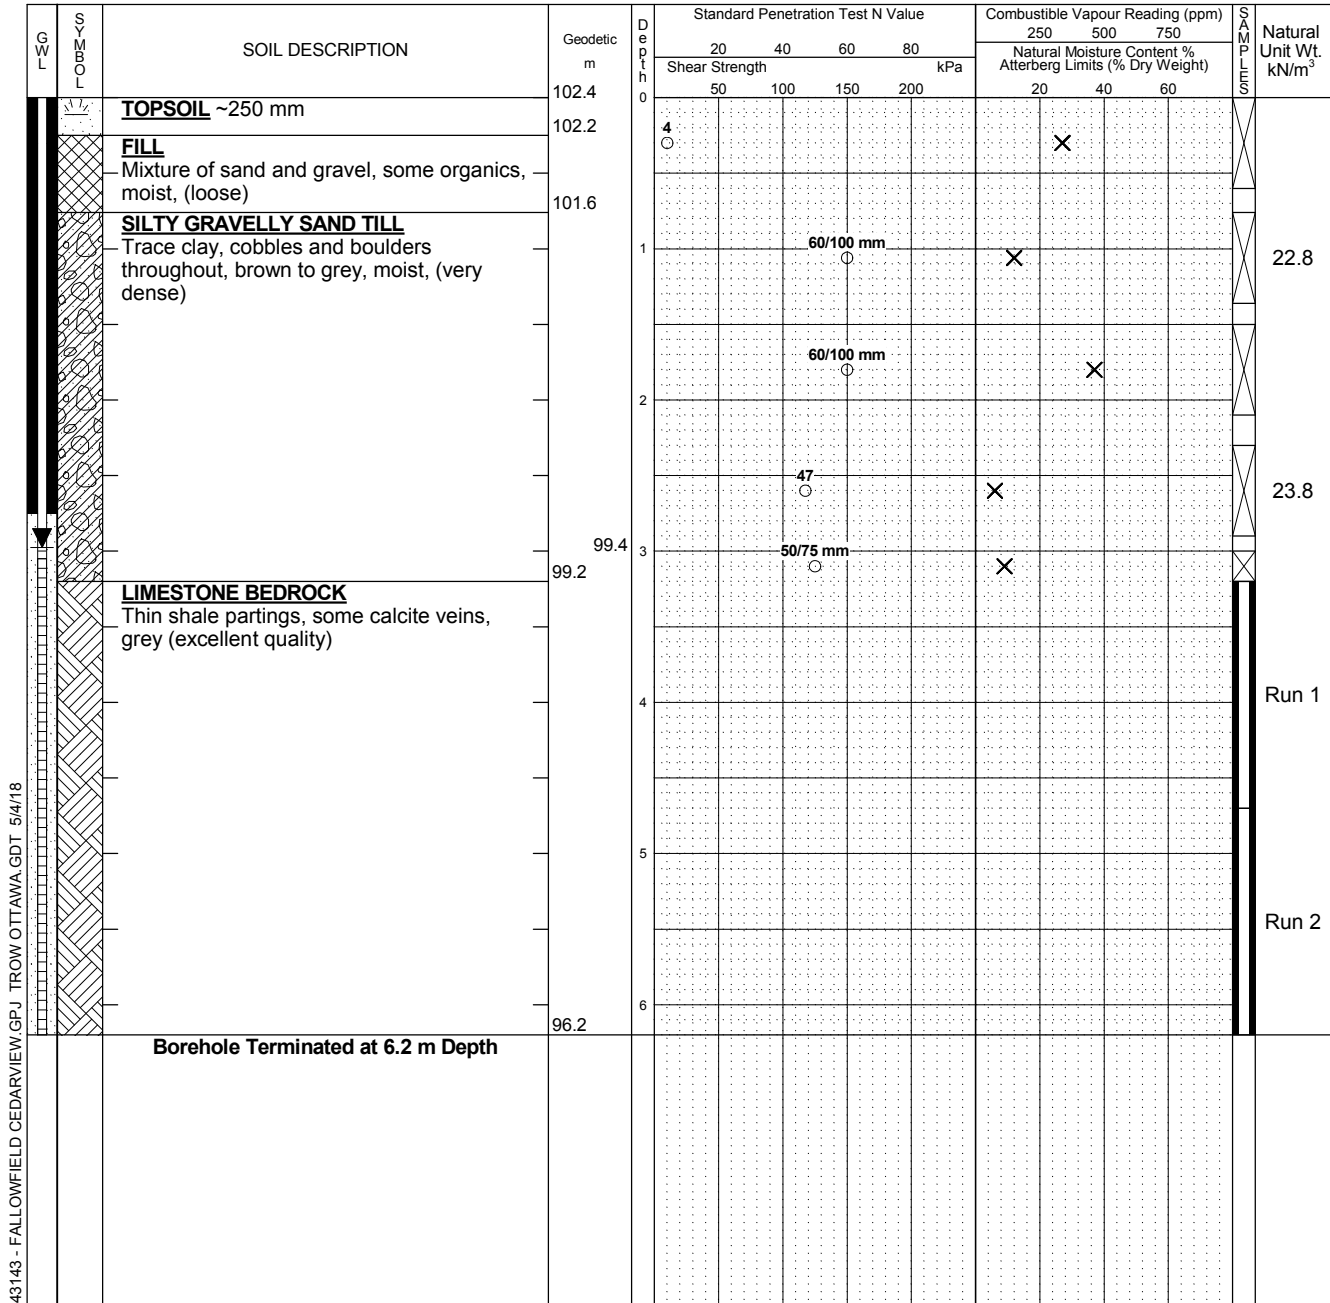 GWL
SYMBOL
SOIL DESCRIPTION
Geodetic
m
Depth
Standard Penetration Test N Value
20 40 60 80
Shear Strength kPa
50 100 150 200
Combustible Vapour Reading (ppm)
250 500 750
Natural Moisture Content %
Atterberg Limits (% Dry Weight)
20 40 60
SAMPLES
Natural
Unit Wt.
kN/m³
102.4
0
TOPSOIL ~250 mm
102.2
4
FILL
Mixture of sand and gravel, some organics,
moist, (loose)
101.6
SILTY GRAVELLY SAND TILL
Trace clay, cobbles and boulders
throughout, brown to grey, moist, (very
dense)
60/100 mm
1
22.8
60/100 mm
2
47
23.8
99.4
3
50/75 mm
99.2
LIMESTONE BEDROCK
Thin shale partings, some calcite veins,
grey (excellent quality)
4
Run 1
5
Run 2
6
96.2
Borehole Terminated at 6.2 m Depth
43143 - FALLOWFIELD CEDARVIEW.GPJ TROW OTTAWA.GDT 5/4/18